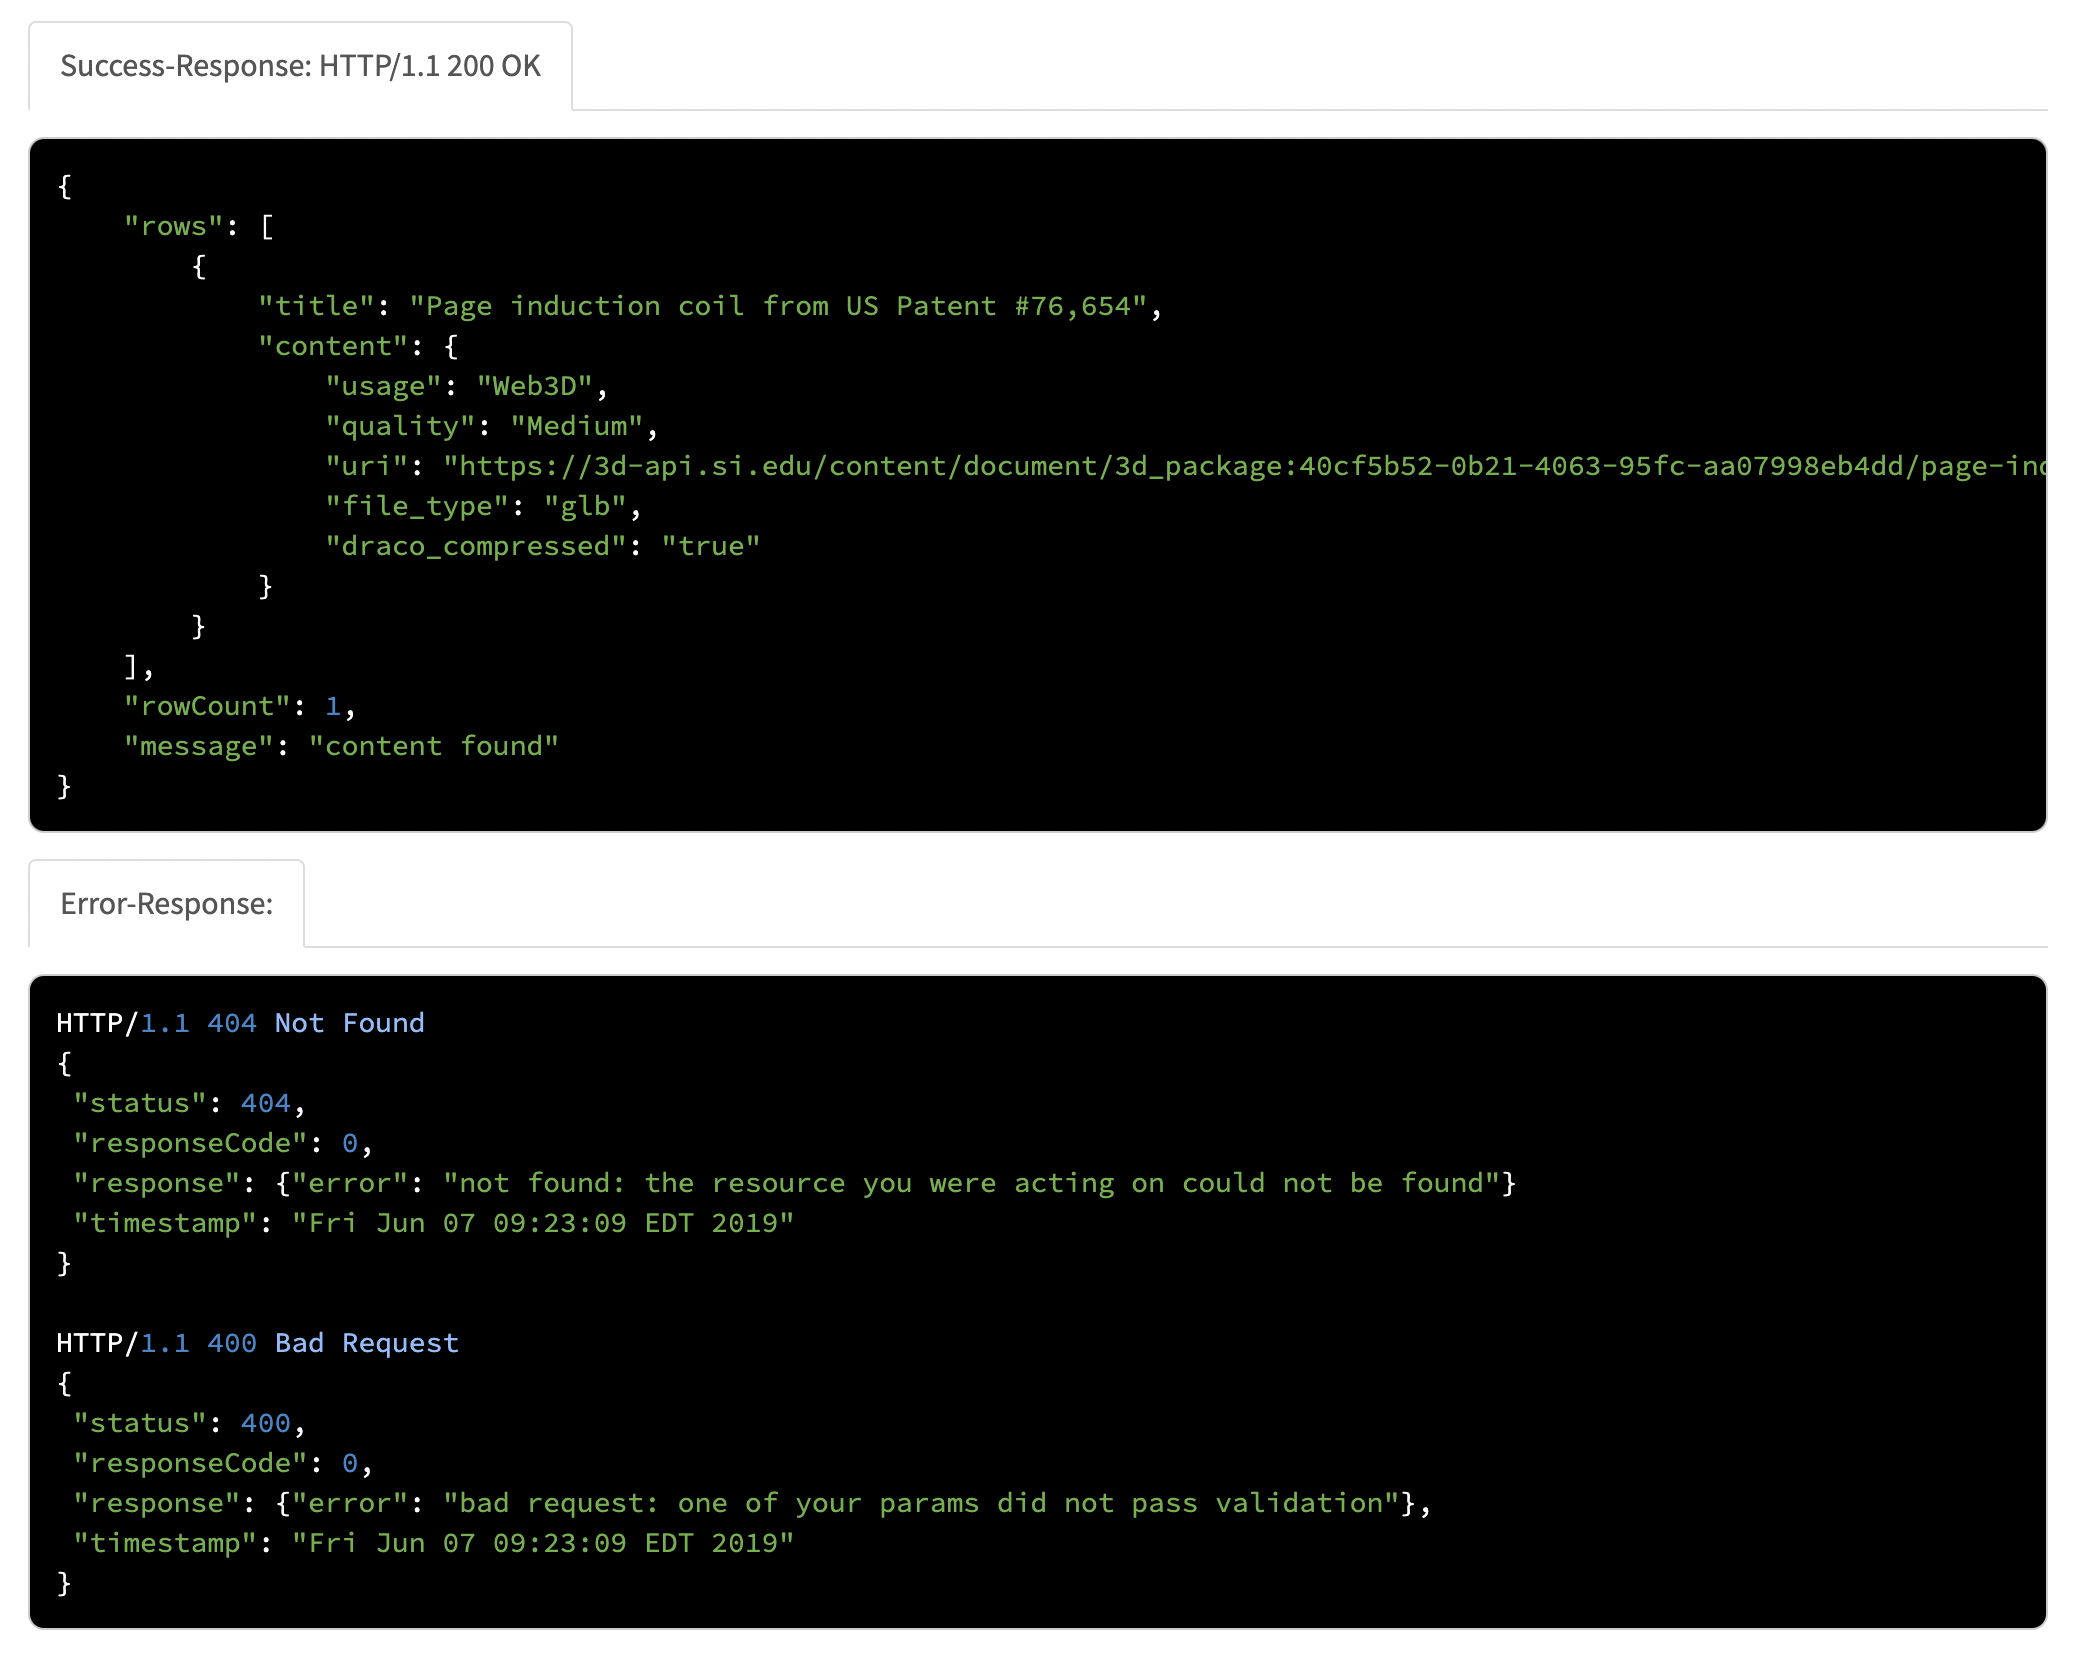 Success-Response: HTTP/1.1 200 OK
{
    "rows": [
        {
            "title": "Page induction coil from US Patent #76,654",
            "content": {
                "usage": "Web3D",
                "quality": "Medium",
                "uri": "https://3d-api.si.edu/content/document/3d_package:40cf5b52-0b21-4063-95fc-aa07998eb4dd/page-in
                "file_type": "glb",
                "draco_compressed": "true"
            }
        }
    ],
    "rowCount": 1,
    "message": "content found"
}
Error-Response:
HTTP/1.1 404 Not Found
{
 "status": 404,
 "responseCode": 0,
 "response": {"error": "not found: the resource you were acting on could not be found"}
 "timestamp": "Fri Jun 07 09:23:09 EDT 2019"
}
HTTP/1.1 400 Bad Request
{
 "status": 400,
 "responseCode": 0,
 "response": {"error": "bad request: one of your params did not pass validation"},
 "timestamp": "Fri Jun 07 09:23:09 EDT 2019"
}